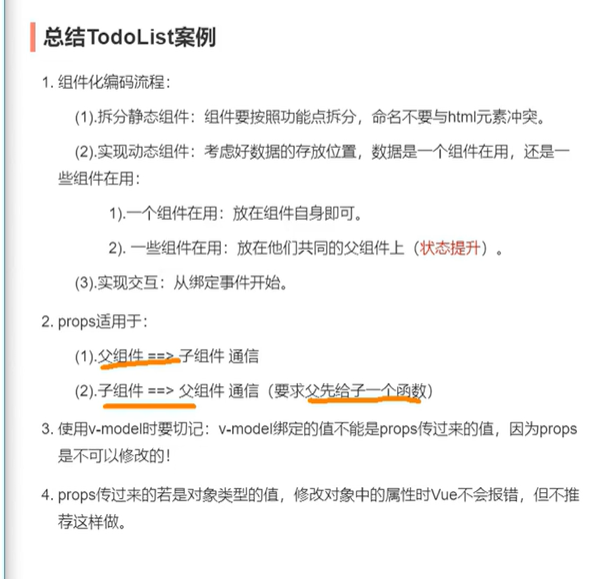 总结TodoList案例
1. 组件化编码流程：
(1).拆分静态组件：组件要按照功能点拆分，命名不要与html元素冲突。
(2).实现动态组件：考虑好数据的存放位置，数据是一个组件在用，还是一
些组件在用：
1).一个组件在用：放在组件自身即可。
2). 一些组件在用：放在他们共同的父组件上（状态提升）。
(3).实现交互：从绑定事件开始。
2. props适用于：
(1).父组件 ==> 子组件 通信
(2).子组件 ==> 父组件 通信（要求父先给子一个函数）
3. 使用v-model时要切记：v-model绑定的值不能是props传过来的值，因为props
是不可以修改的！
4. props传过来的若是对象类型的值，修改对象中的属性时Vue不会报错，但不推
荐这样做。